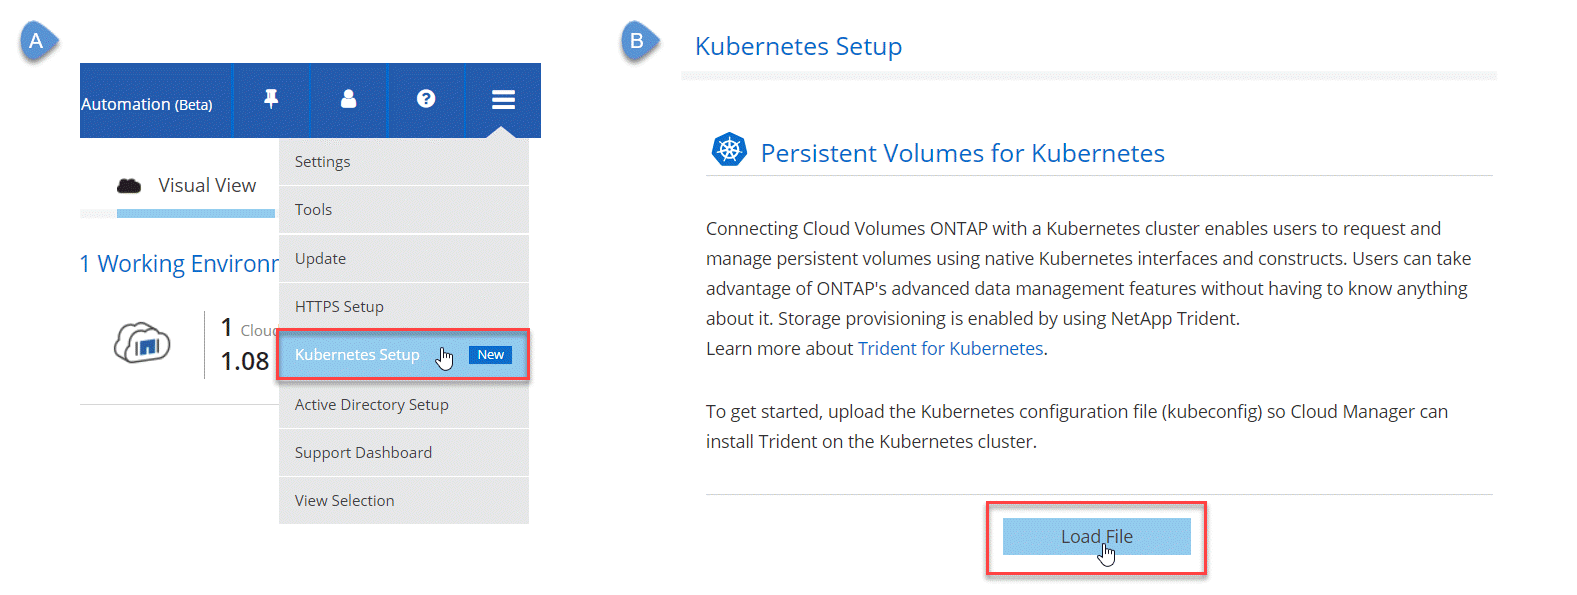 A
Automation (Beta)
Visual View
1 Working Environ
1 Clou
1.08
Settings
Tools
Update
HTTPS Setup
Kubernetes Setup New
Active Directory Setup
Support Dashboard
View Selection
B
Kubernetes Setup
Persistent Volumes for Kubernetes
Connecting Cloud Volumes ONTAP with a Kubernetes cluster enables users to request and
manage persistent volumes using native Kubernetes interfaces and constructs. Users can take
advantage of ONTAP's advanced data management features without having to know anything
about it. Storage provisioning is enabled by using NetApp Trident.
Learn more about Trident for Kubernetes.
To get started, upload the Kubernetes configuration file (kubeconfig) so Cloud Manager can
install Trident on the Kubernetes cluster.
Load File